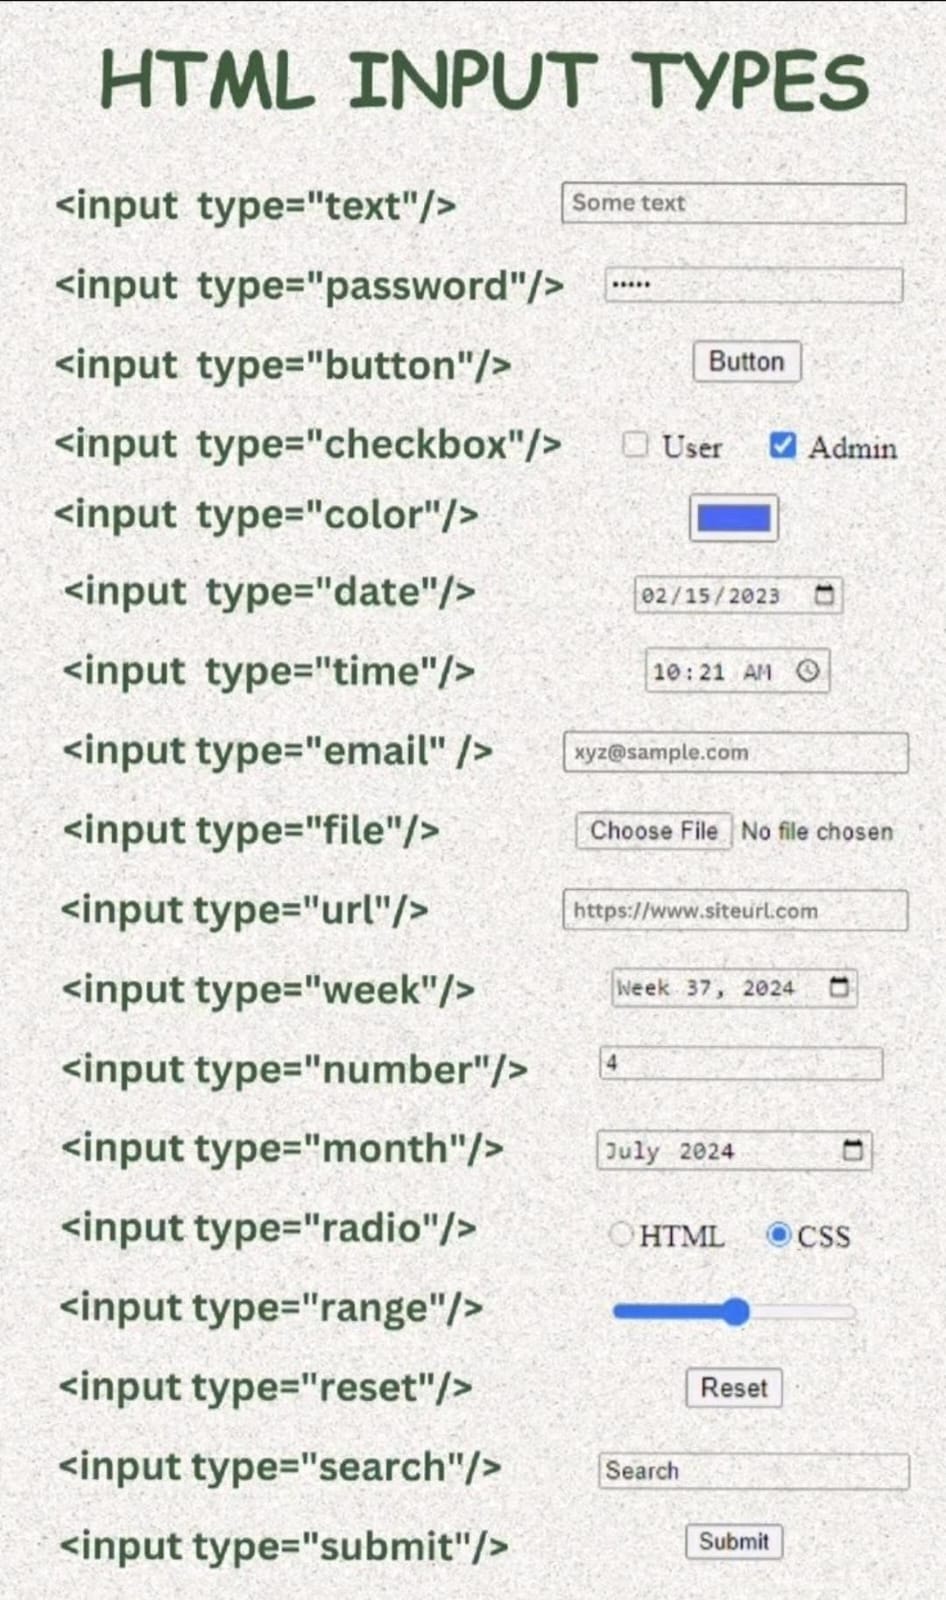 HTML INPUT TYPES
<input type="text"/> Some text
<input type="password"/> •••••
<input type="button"/> Button
<input type="checkbox"/> User Admin
<input type="color"/>
<input type="date"/> 02/15/2023
<input type="time"/> 10:21 AM
<input type="email" /> xyz@sample.com
<input type="file"/> Choose File No file chosen
<input type="url"/> https://www.siteurl.com
<input type="week"/> Week 37, 2024
<input type="number"/> 4
<input type="month"/> July 2024
<input type="radio"/> HTML CSS
<input type="range"/>
<input type="reset"/> Reset
<input type="search"/> Search
<input type="submit"/> Submit